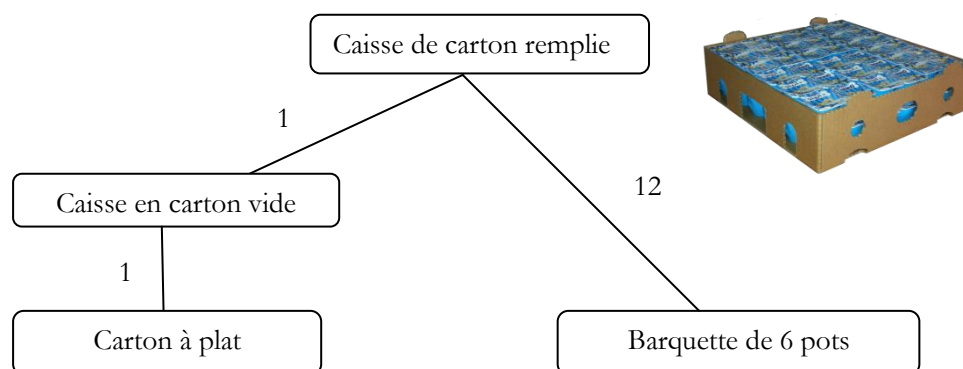 Caisse de carton remplie
1
12
Caisse en carton vide
1
Carton à plat
Barquette de 6 pots